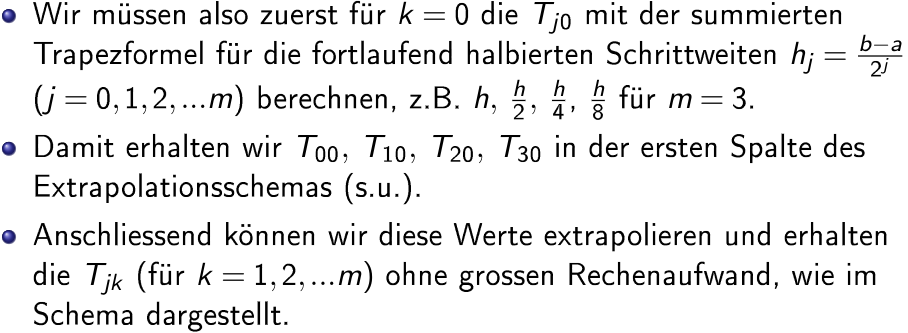 Wir müssen also zuerst für k = 0 die T_{j0} mit der summierten
Trapezformel für die fortlaufend halbierten Schrittweiten h_j = \frac{b-a}{2^j}
(j = 0,1,2,...m) berechnen, z.B. h, \frac{h}{2}, \frac{h}{4}, \frac{h}{8} für m = 3.
Damit erhalten wir T_{00}, T_{10}, T_{20}, T_{30} in der ersten Spalte des
Extrapolationsschemas (s.u.).
Anschliessend können wir diese Werte extrapolieren und erhalten
die T_{jk} (für k = 1,2,...m) ohne grossen Rechenaufwand, wie im
Schema dargestellt.